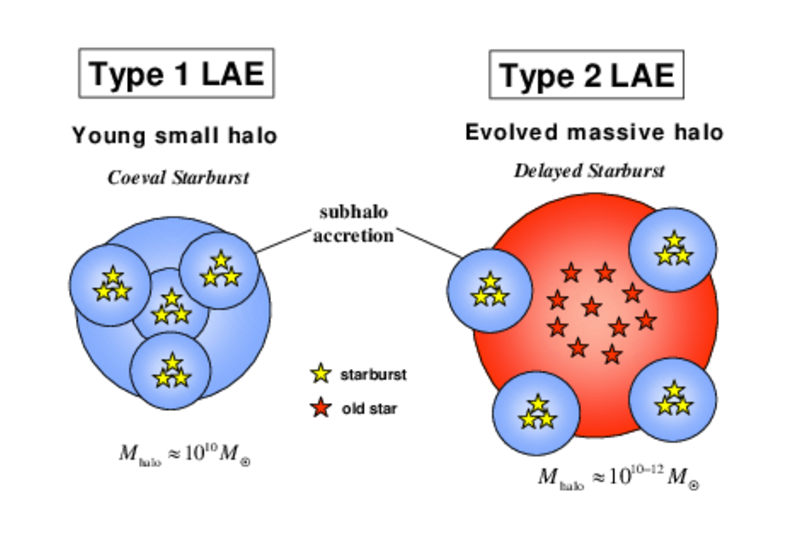 Type 1 LAE
Type 2 LAE
Young small halo
Evolved massive halo
Coeval Starburst
Delayed Starburst
subhalo
accretion
starburst
old star
M_halo ≈ 10^10 M_⊙
M_halo ≈ 10^10–12 M_⊙